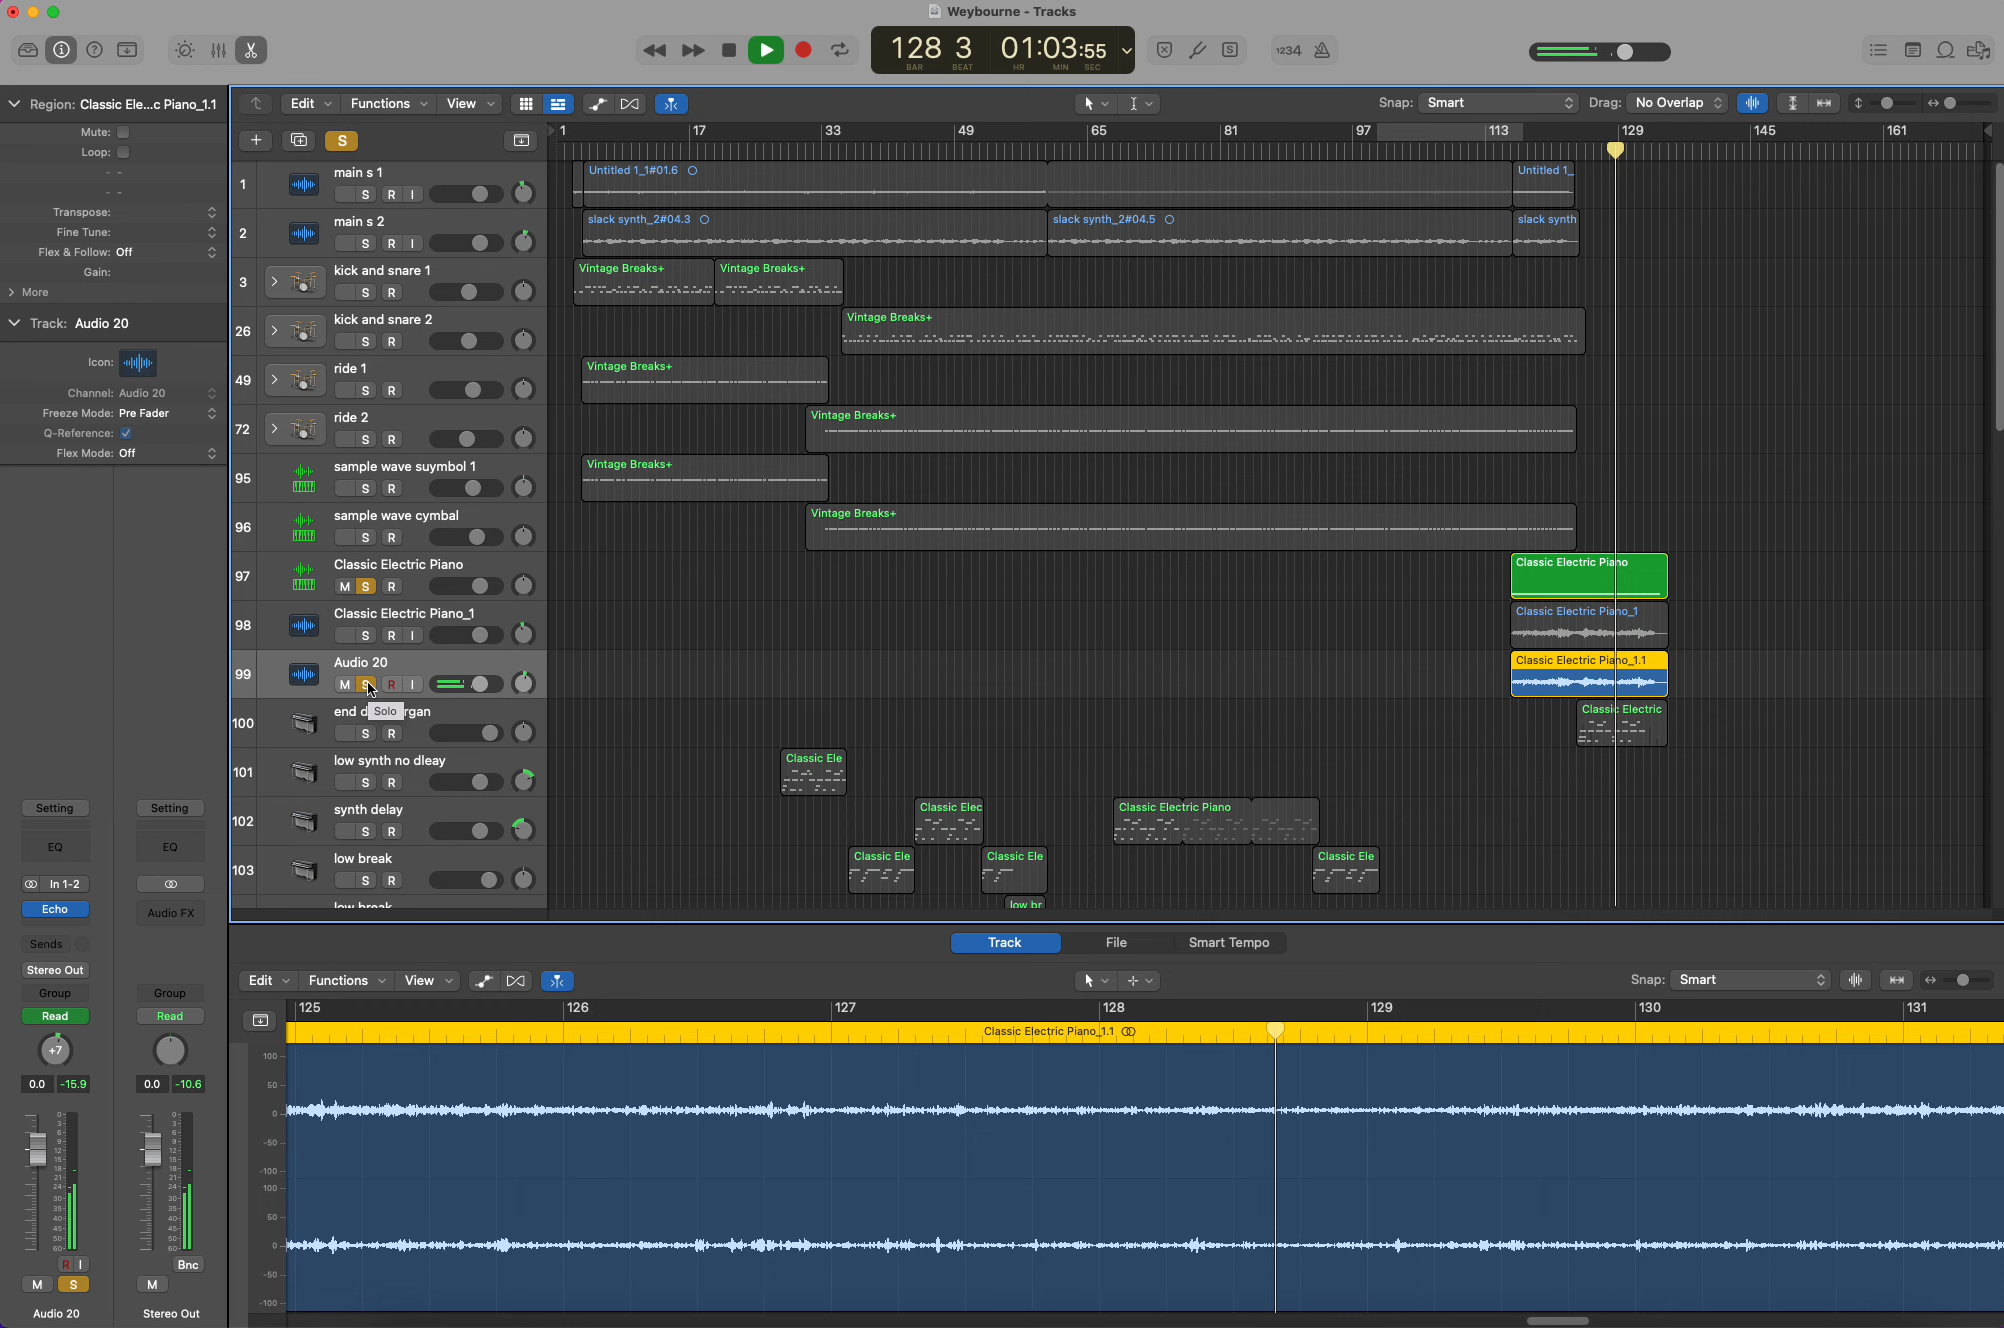 Weybourne - Tracks
128 3 01:03:55
BAR BEAT HR MIN SEC
1234
Region: Classic Ele...c Piano_1.1
Mute:
Loop:
Transpose:
Fine Tune:
Flex & Follow: Off
Gain:
More
Track: Audio 20
Icon:
Channel: Audio 20
Freeze Mode: Pre Fader
Q-Reference:
Flex Mode: Off
Edit Functions View
Snap: Smart Drag: No Overlap
S
1 17 33 49 65 81 97 113 129 145 161
1 main s 1
S R I
Untitled 1_1#01.6 Untitled 1_
2 main s 2
S R I
slack synth_2#04.3 slack synth_2#04.5 slack synth
3 kick and snare 1
S R
Vintage Breaks+ Vintage Breaks+
26 kick and snare 2
S R
Vintage Breaks+
49 ride 1
S R
Vintage Breaks+
72 ride 2
S R
Vintage Breaks+
95 sample wave suymbol 1
S R
Vintage Breaks+
96 sample wave cymbal
S R
Vintage Breaks+
97 Classic Electric Piano
M S R
Classic Electric Piano
98 Classic Electric Piano_1
S R I
Classic Electric Piano_1
99 Audio 20
M S R I
Classic Electric Piano_1.1
Solo
100 end d rgan
S R
Classic Electric
101 low synth no dleay
S R
Classic Ele
102 synth delay
S R
Classic Elec Classic Electric Piano
103 low break
S R
Classic Ele Classic Ele Classic Ele
low break
low br
Setting Setting
EQ EQ
In 1-2
Echo Audio FX
Sends
Stereo Out
Group Group
Read Read
+7
0.0 -15.9 0.0 -10.6
R I Bnc
M S M
Audio 20 Stereo Out
Track File Smart Tempo
Edit Functions View
Snap: Smart
125 126 127 128 129 130 131
Classic Electric Piano_1.1
100
50
0
-50
-100
100
50
0
-50
-100